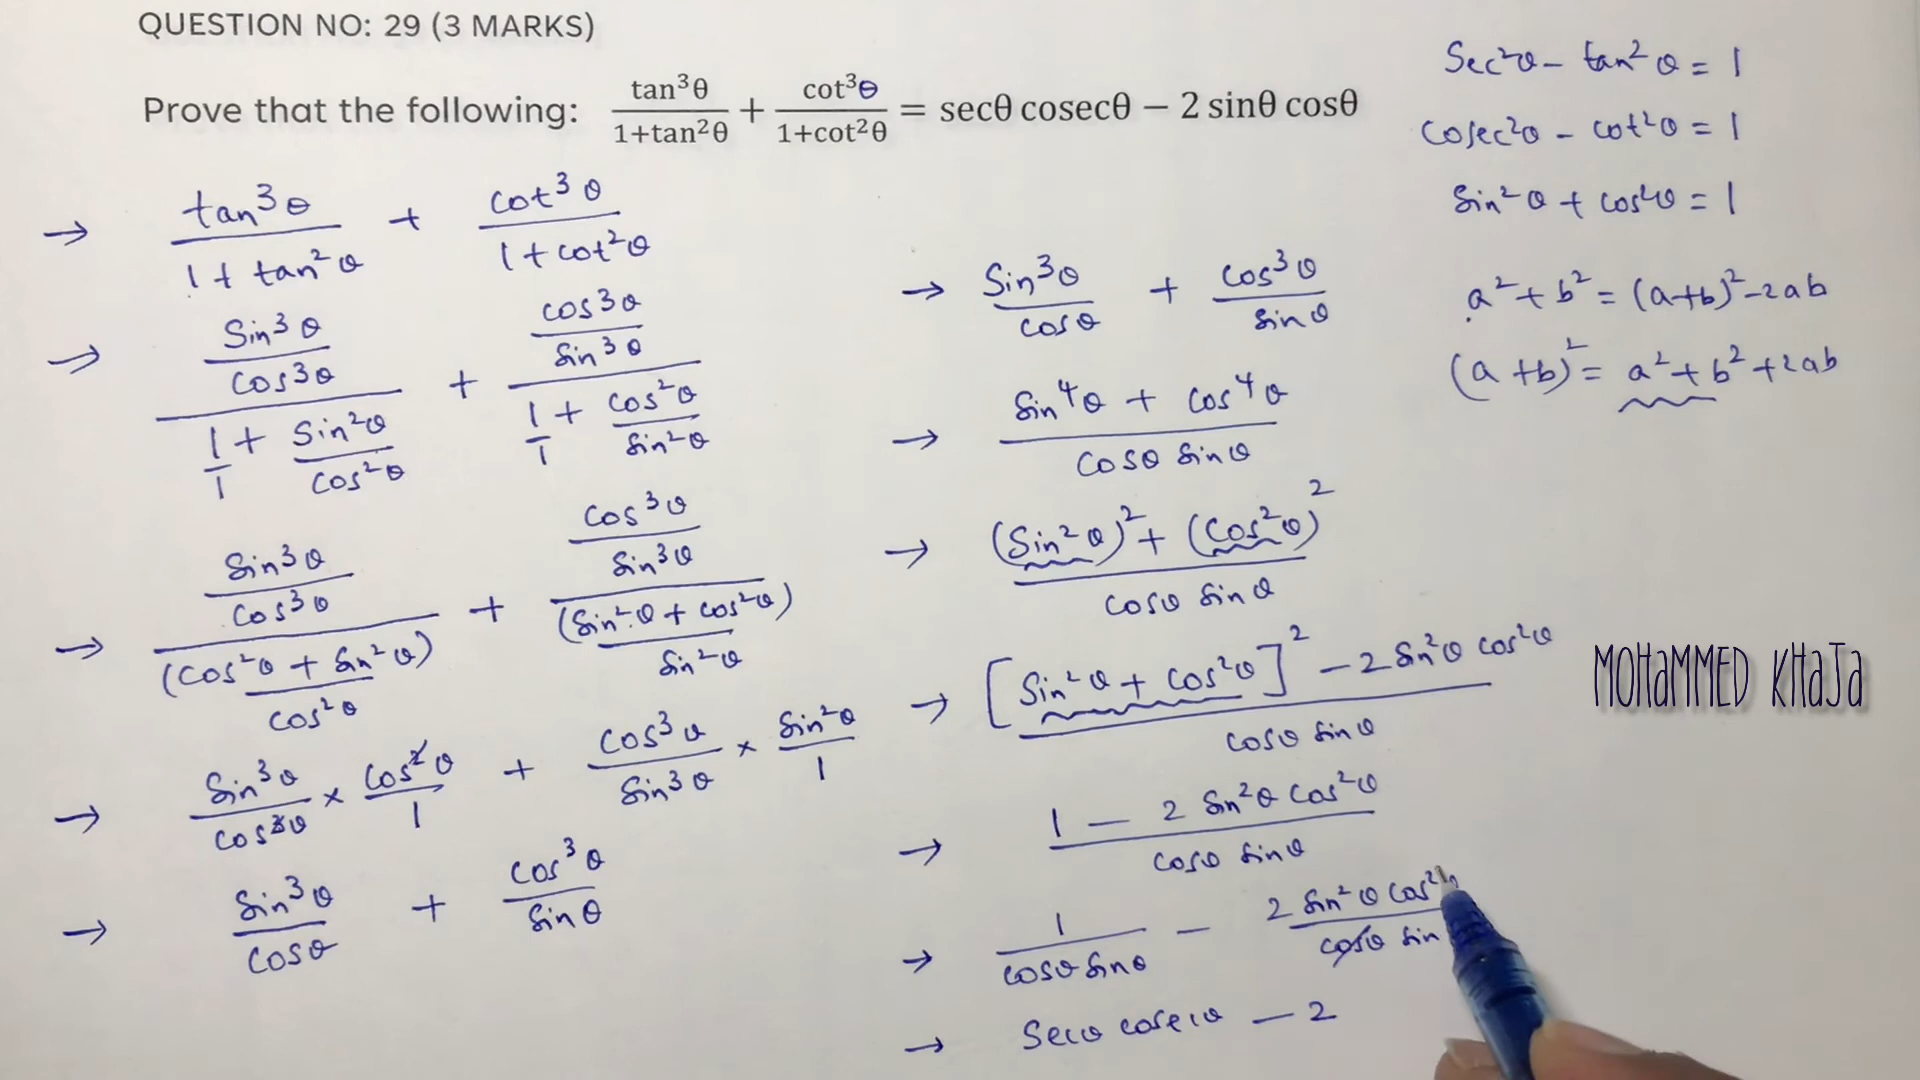 QUESTION NO: 29 (3 MARKS)
Prove that the following: tan³θ/1+tan²θ + cot³θ/1+cot²θ = secθ cosecθ − 2 sinθ cosθ
→ tan³θ/1 + tan²θ + cot³θ/1 + cot²θ
→ (Sin³θ/cos³θ)/(1/1 + Sin²θ/cos²θ) + (cos³θ/sin³θ)/(1/1 + cos²θ/sin²θ)
→ (Sin³θ/cos³θ)/((cos²θ + sin²θ)/cos²θ) + (cos³θ/sin³θ)/((sin²θ + cos²θ)/sin²θ)
→ Sin³θ/cos³θ × cos²θ/1 + cos³θ/sin³θ × sin²θ/1
→ Sin³θ/cosθ + cos³θ/sinθ
→ Sin³θ/cosθ + cos³θ/sinθ
→ Sin⁴θ + cos⁴θ/cosθ sinθ
→ (Sin²θ)² + (cos²θ)²/cosθ sinθ
→ [Sin²θ + cos²θ]² − 2 Sin²θ cos²θ/cosθ sinθ
→ 1 − 2 Sin²θ cos²θ/cosθ sinθ
→ 1/cosθ sinθ − 2 Sin²θ cos²/cosθ sin
→ Secθ cosecθ − 2
Sec²θ − tan²θ = 1
cosec²θ − cot²θ = 1
Sin²θ + cos²θ = 1
a² + b² = (a+b)² − 2ab
(a + b)² = a² + b² + 2ab
MOHaMMED KHaJa